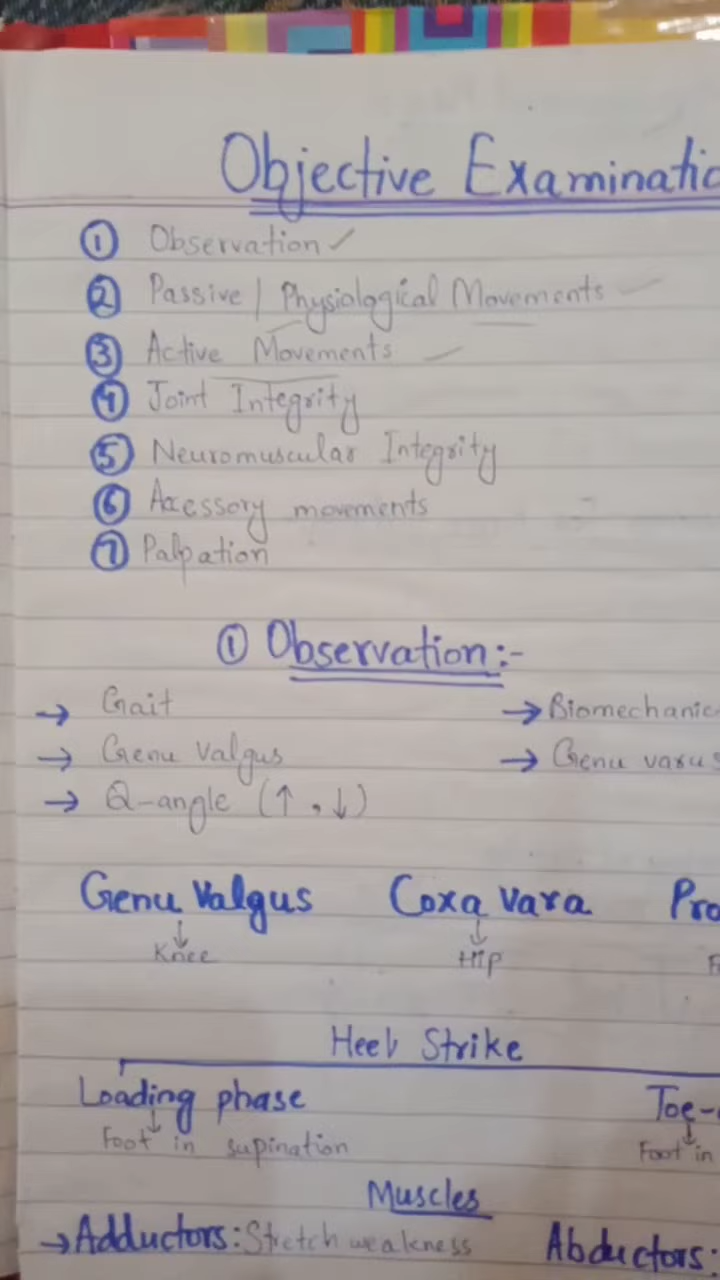 Objective Examinatio
① Observation ✓
② Passive / Physiological Movements
③ Active Movements
④ Joint Integrity
⑤ Neuromuscular Integrity
⑥ Accessory movements
⑦ Palpation
① Observation:-
→ Gait → Biomechanic
→ Genu Valgus → Genu varus
→ Q-angle (↑, ↓)
Genu Valgus Coxa vara Pro
↓ ↓
Knee Hip F
Heel Strike
Loading phase Toe-
↓ ↓
Foot in supination Foot in
Muscles
→ Adductors: Stretch weakness Abductors: